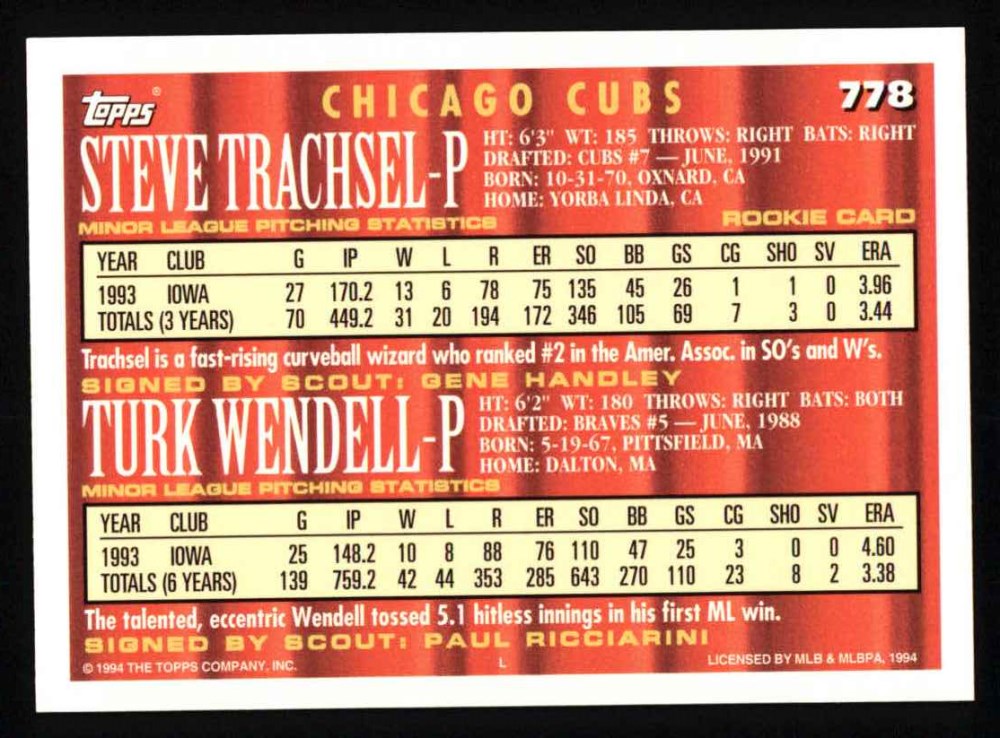 Topps® CHICAGO CUBS 778
STEVE TRACHSEL-P
HT: 6'3" WT: 185 THROWS: RIGHT BATS: RIGHT
DRAFTED: CUBS #7 — JUNE, 1991
BORN: 10-31-70, OXNARD, CA
HOME: YORBA LINDA, CA
MINOR LEAGUE PITCHING STATISTICS ROOKIE CARD
YEAR CLUB G IP W L R ER SO BB GS CG SHO SV ERA
1993 IOWA 27 170.2 13 6 78 75 135 45 26 1 1 0 3.96
TOTALS (3 YEARS) 70 449.2 31 20 194 172 346 105 69 7 3 0 3.44
Trachsel is a fast-rising curveball wizard who ranked #2 in the Amer. Assoc. in SO's and W's.
SIGNED BY SCOUT: GENE HANDLEY
TURK WENDELL-P
HT: 6'2" WT: 180 THROWS: RIGHT BATS: BOTH
DRAFTED: BRAVES #5 — JUNE, 1988
BORN: 5-19-67, PITTSFIELD, MA
HOME: DALTON, MA
MINOR LEAGUE PITCHING STATISTICS
YEAR CLUB G IP W L R ER SO BB GS CG SHO SV ERA
1993 IOWA 25 148.2 10 8 88 76 110 47 25 3 0 0 4.60
TOTALS (6 YEARS) 139 759.2 42 44 353 285 643 270 110 23 8 2 3.38
The talented, eccentric Wendell tossed 5.1 hitless innings in his first ML win.
SIGNED BY SCOUT: PAUL RICCIARINI
© 1994 THE TOPPS COMPANY, INC. L LICENSED BY MLB & MLBPA, 1994